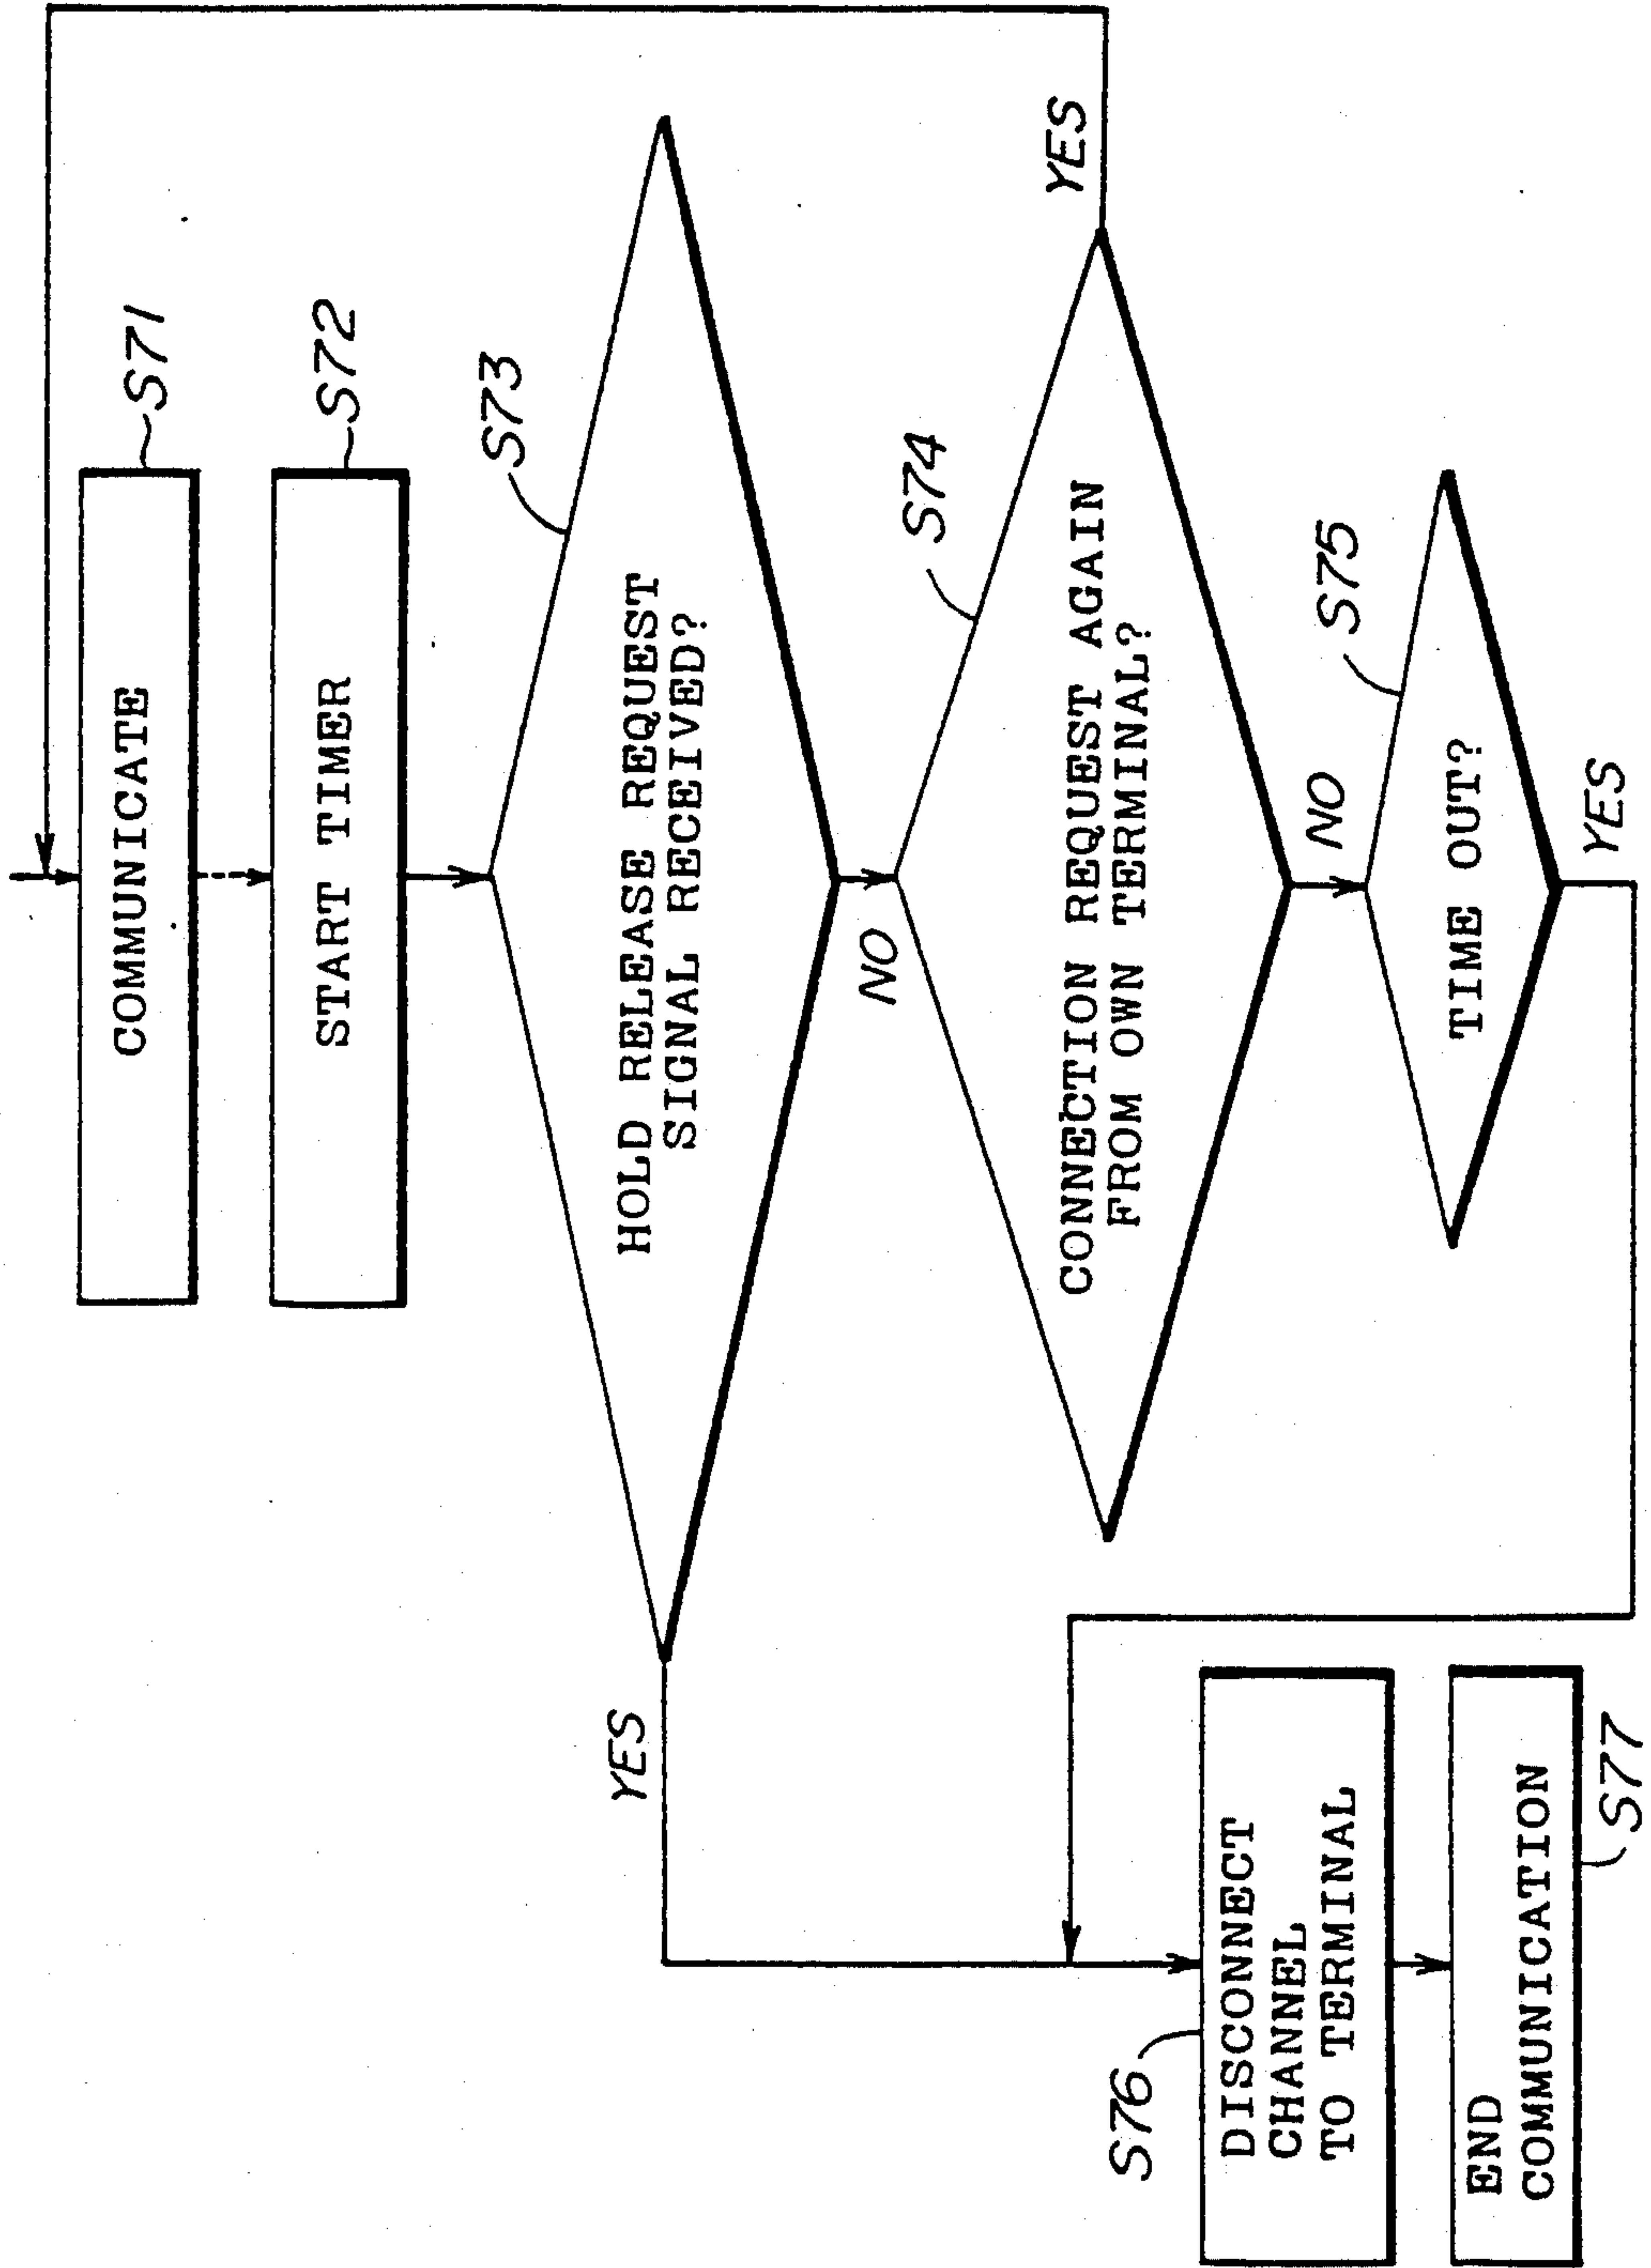 COMMUNICATE
S71
START TIMER
S72
S73
HOLD RELEASE REQUEST
SIGNAL RECEIVED?
YES
NO
S74
CONNECTION REQUEST AGAIN
FROM OWN TERMINAL?
YES
NO
S75
TIME OUT?
YES
S76
DISCONNECT
CHANNEL
TO TERMINAL
END
COMMUNICATION
S77